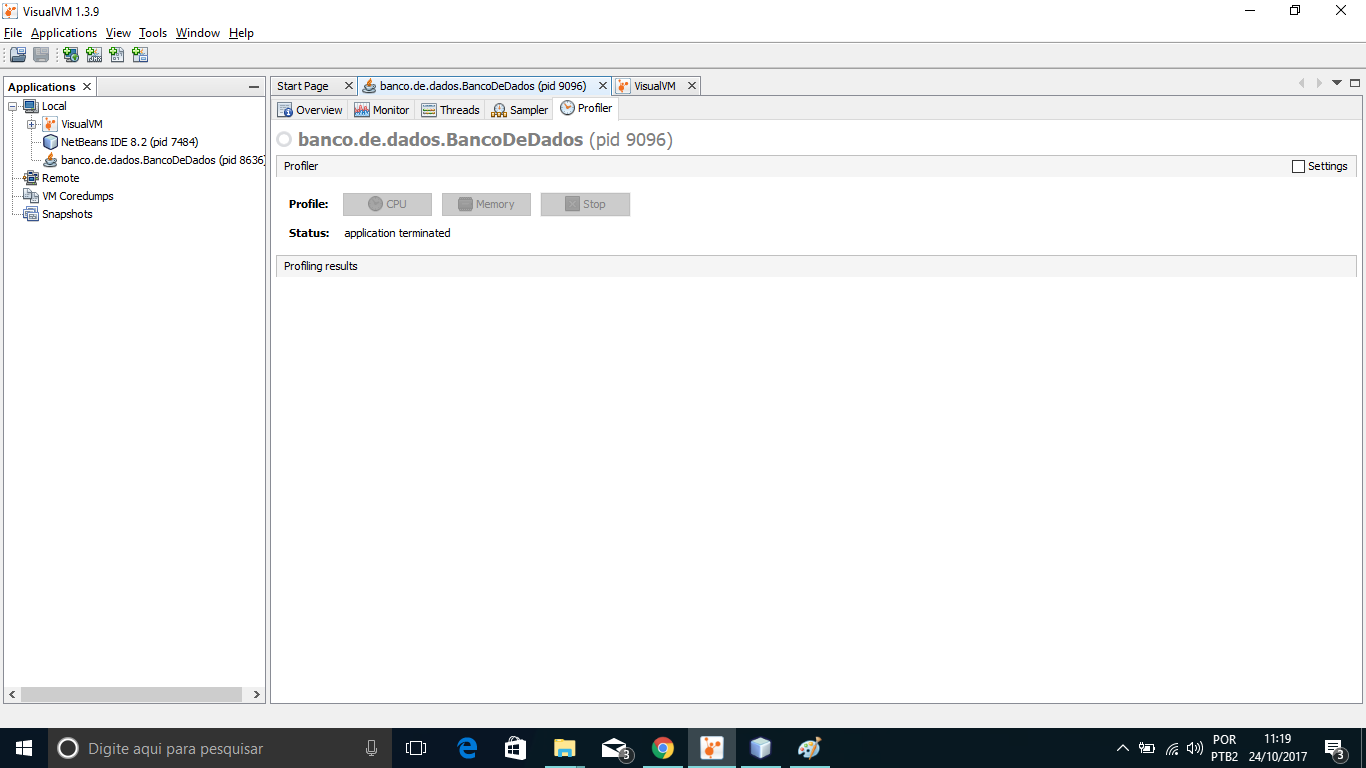 VisualVM 1.3.9
File Applications View Tools Window Help
Applications
Start Page
banco.de.dados.BancoDeDados (pid 9096)
VisualVM
Local
VisualVM
NetBeans IDE 8.2 (pid 7484)
banco.de.dados.BancoDeDados (pid 8636)
Remote
VM Coredumps
Snapshots
Overview Monitor Threads Sampler Profiler
banco.de.dados.BancoDeDados (pid 9096)
Profiler
Settings
Profile: CPU Memory Stop
Status: application terminated
Profiling results
Digite aqui para pesquisar
3
POR
PTB2
11:19
24/10/2017
3